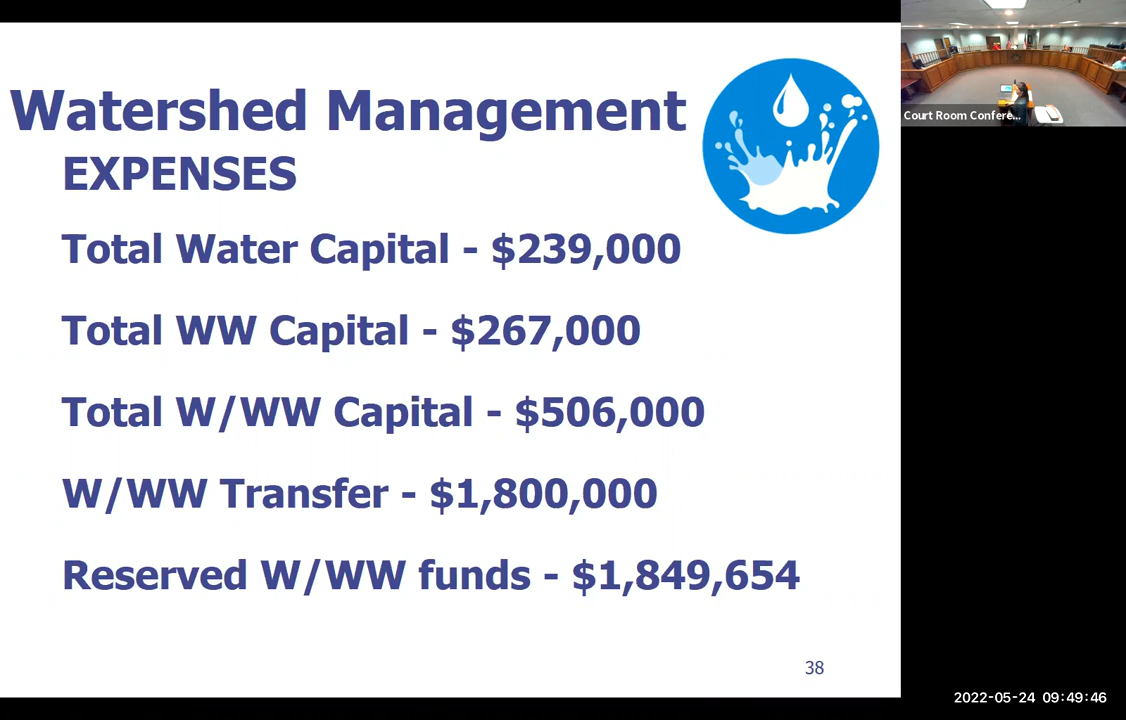 Watershed Management
EXPENSES
Total Water Capital - $239,000
Total WW Capital - $267,000
Total W/WW Capital - $506,000
W/WW Transfer - $1,800,000
Reserved W/WW funds - $1,849,654
38
Court Room Confere...
2022-05-24 09:49:46